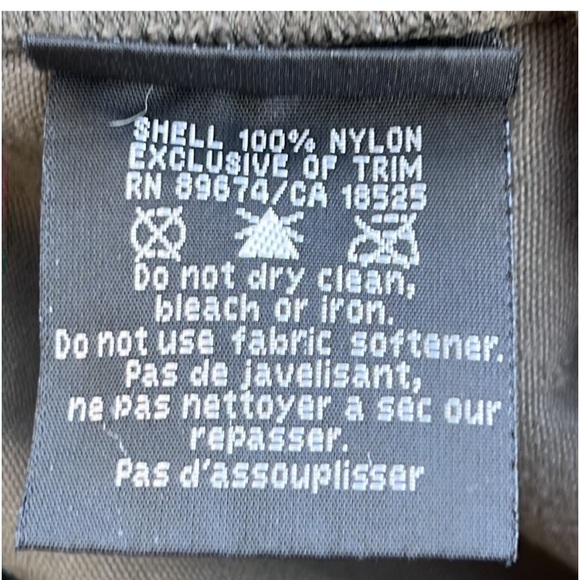 SHELL 100% NYLON
EXCLUSIVE OF TRIM
RN 89674/CA 18525
Do not dry clean,
bleach or iron.
Do not use fabric softener.
Pas de javelisant,
ne pas nettoyer a sec our
repasser.
Pas d'assouplisser